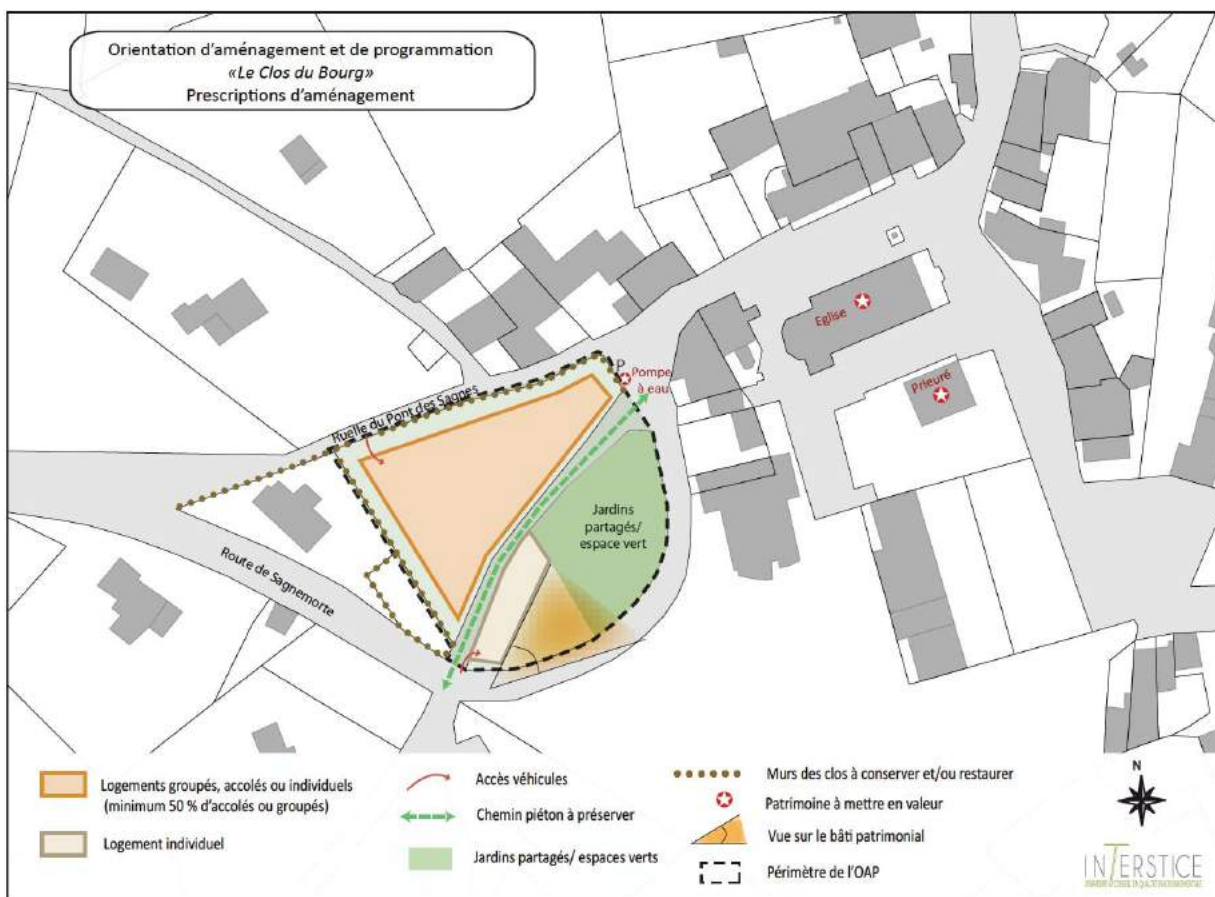 Orientation d'aménagement et de programmation
«Le Clos du Bourg»
Prescriptions d'aménagement
Eglise
P
Pompe
à eau
Prieuré
Ruelle du Pont des Sagnes
Jardins
partagés/
espace vert
Route de Sagnemorte
Logements groupés, accolés ou individuels
(minimum 50 % d'accolés ou groupés)
Logement individuel
Accès véhicules
Chemin piéton à préserver
Jardins partagés/ espaces verts
Murs des clos à conserver et/ou restaurer
Patrimoine à mettre en valeur
Vue sur le bâti patrimonial
Périmètre de l'OAP
N
INTERSTICE